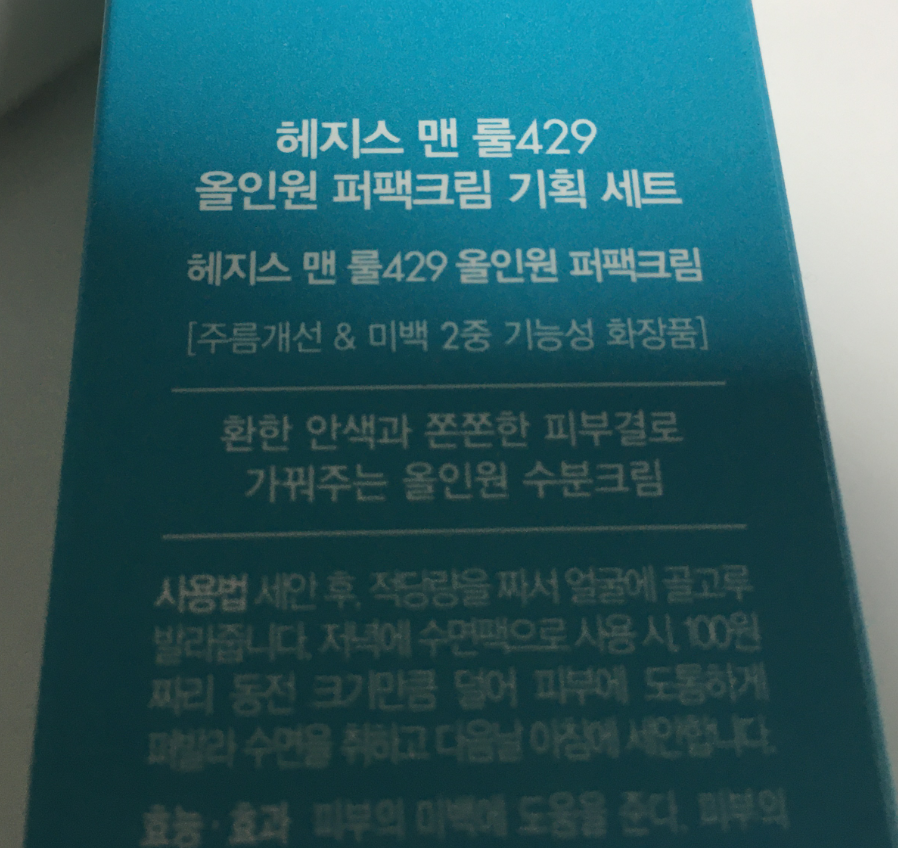 헤지스 맨 룰429
올인원 퍼팩크림 기획 세트
헤지스 맨 룰429 올인원 퍼팩크림
[주름개선 & 미백 2중 기능성 화장품]
환한 안색과 쫀쫀한 피부결로
가꿔주는 올인원 수분크림
사용법 세안 후, 적당량을 짜서 얼굴에 골고루
발라줍니다. 저녁에 수면팩으로 사용 시, 100원
짜리 동전 크기만큼 덜어 피부에 도톰하게
펴발라 수면을 취하고 다음날 아침에 세안합니다.
효능·효과 피부의 미백에 도움을 준다. 피부의